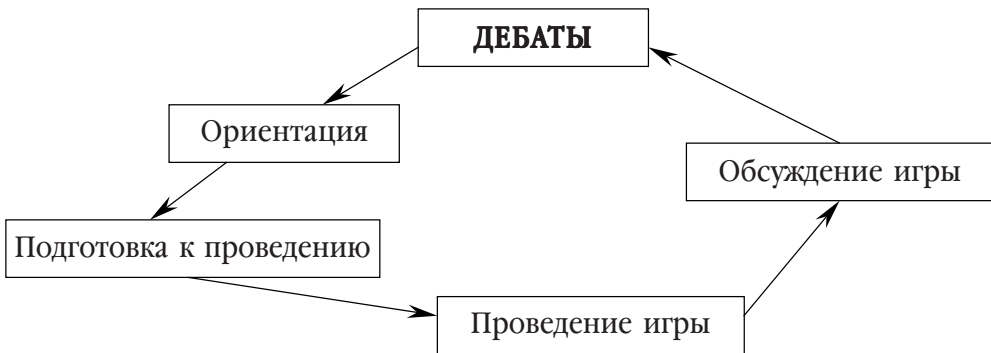 ДЕБАТЫ
Ориентация
Подготовка к проведению
Проведение игры
Обсуждение игры